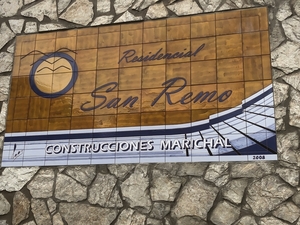 Residencial
San Remo
CONSTRUCCIONES MARICHAL
2008